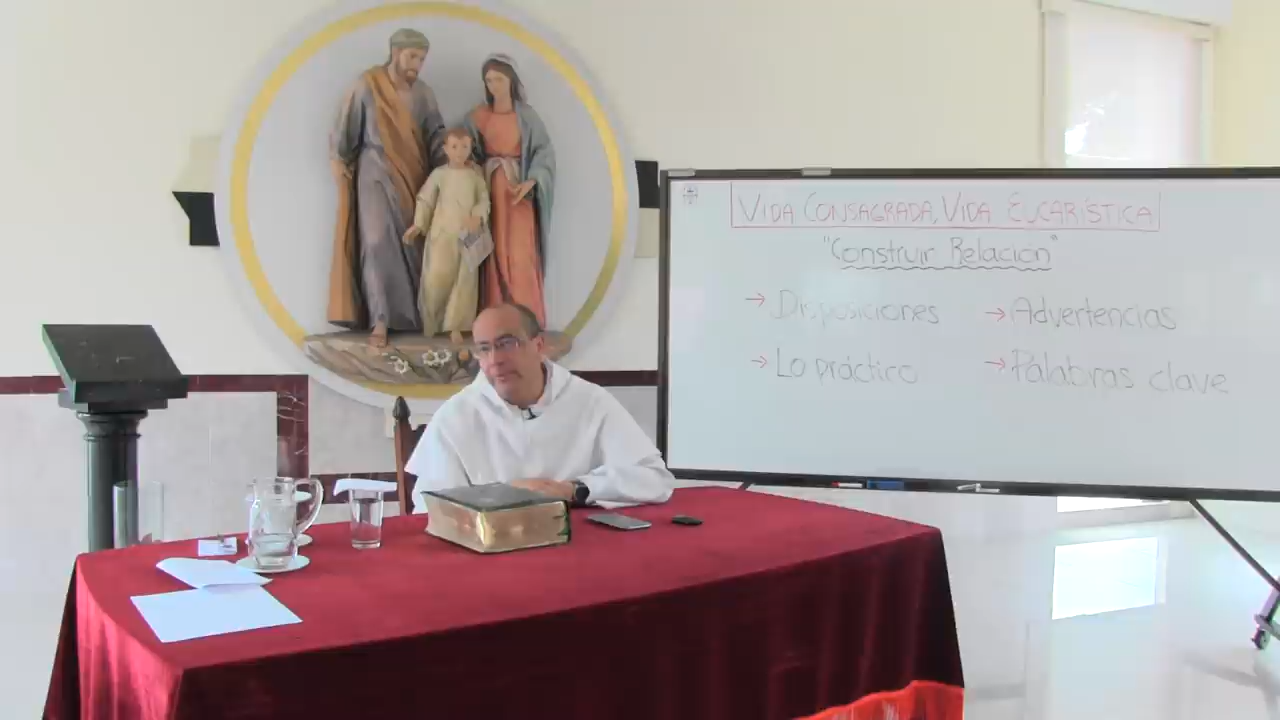 VIDA CONSAGRADA, VIDA EUCARÍSTICA
"Construir Relación"
→ Disposiciones → Advertencias
→ Lo práctico → Palabras clave